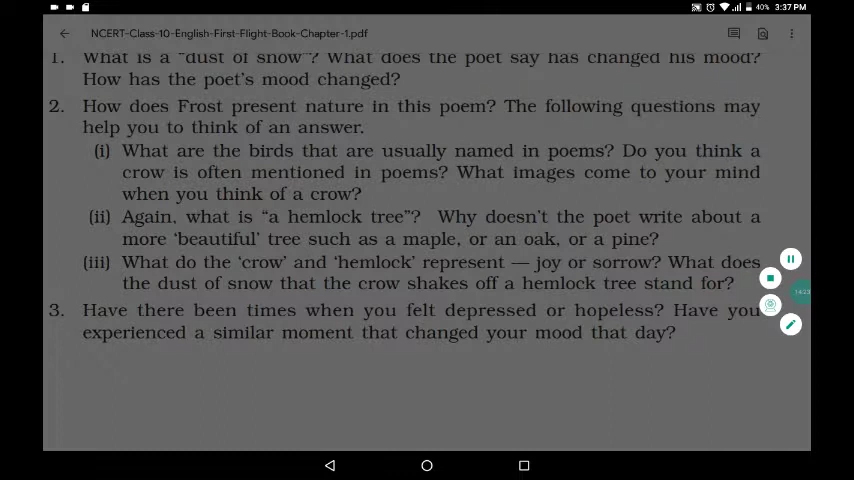 40% 3:37 PM
NCERT-Class-10-English-First-Flight-Book-Chapter-1.pdf
1. What is a “dust of snow”? What does the poet say has changed his mood?
How has the poet’s mood changed?
2. How does Frost present nature in this poem? The following questions may
help you to think of an answer.
(i) What are the birds that are usually named in poems? Do you think a
crow is often mentioned in poems? What images come to your mind
when you think of a crow?
(ii) Again, what is “a hemlock tree”? Why doesn’t the poet write about a
more ‘beautiful’ tree such as a maple, or an oak, or a pine?
(iii) What do the ‘crow’ and ‘hemlock’ represent — joy or sorrow? What does
the dust of snow that the crow shakes off a hemlock tree stand for?
3. Have there been times when you felt depressed or hopeless? Have you
experienced a similar moment that changed your mood that day?